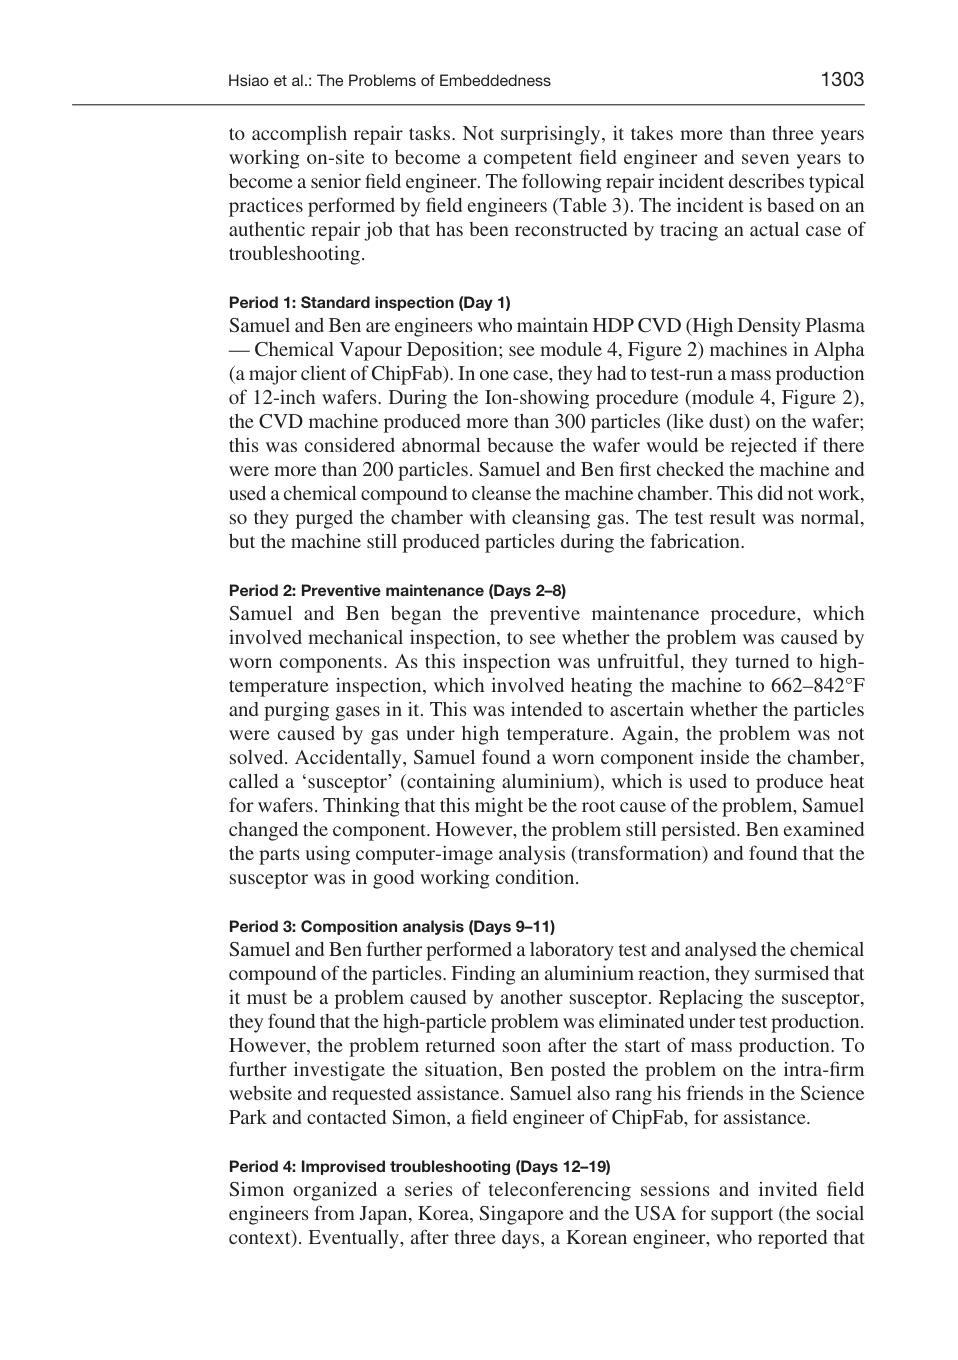 Hsiao et al.: The Problems of Embeddedness 1303
to accomplish repair tasks. Not surprisingly, it takes more than three years
working on-site to become a competent field engineer and seven years to
become a senior field engineer. The following repair incident describes typical
practices performed by field engineers (Table 3). The incident is based on an
authentic repair job that has been reconstructed by tracing an actual case of
troubleshooting.
Period 1: Standard inspection (Day 1)
Samuel and Ben are engineers who maintain HDP CVD (High Density Plasma
— Chemical Vapour Deposition; see module 4, Figure 2) machines in Alpha
(a major client of ChipFab). In one case, they had to test-run a mass production
of 12-inch wafers. During the Ion-showing procedure (module 4, Figure 2),
the CVD machine produced more than 300 particles (like dust) on the wafer;
this was considered abnormal because the wafer would be rejected if there
were more than 200 particles. Samuel and Ben first checked the machine and
used a chemical compound to cleanse the machine chamber. This did not work,
so they purged the chamber with cleansing gas. The test result was normal,
but the machine still produced particles during the fabrication.
Period 2: Preventive maintenance (Days 2–8)
Samuel and Ben began the preventive maintenance procedure, which
involved mechanical inspection, to see whether the problem was caused by
worn components. As this inspection was unfruitful, they turned to high-
temperature inspection, which involved heating the machine to 662–842°F
and purging gases in it. This was intended to ascertain whether the particles
were caused by gas under high temperature. Again, the problem was not
solved. Accidentally, Samuel found a worn component inside the chamber,
called a ‘susceptor’ (containing aluminium), which is used to produce heat
for wafers. Thinking that this might be the root cause of the problem, Samuel
changed the component. However, the problem still persisted. Ben examined
the parts using computer-image analysis (transformation) and found that the
susceptor was in good working condition.
Period 3: Composition analysis (Days 9–11)
Samuel and Ben further performed a laboratory test and analysed the chemical
compound of the particles. Finding an aluminium reaction, they surmised that
it must be a problem caused by another susceptor. Replacing the susceptor,
they found that the high-particle problem was eliminated under test production.
However, the problem returned soon after the start of mass production. To
further investigate the situation, Ben posted the problem on the intra-firm
website and requested assistance. Samuel also rang his friends in the Science
Park and contacted Simon, a field engineer of ChipFab, for assistance.
Period 4: Improvised troubleshooting (Days 12–19)
Simon organized a series of teleconferencing sessions and invited field
engineers from Japan, Korea, Singapore and the USA for support (the social
context). Eventually, after three days, a Korean engineer, who reported that